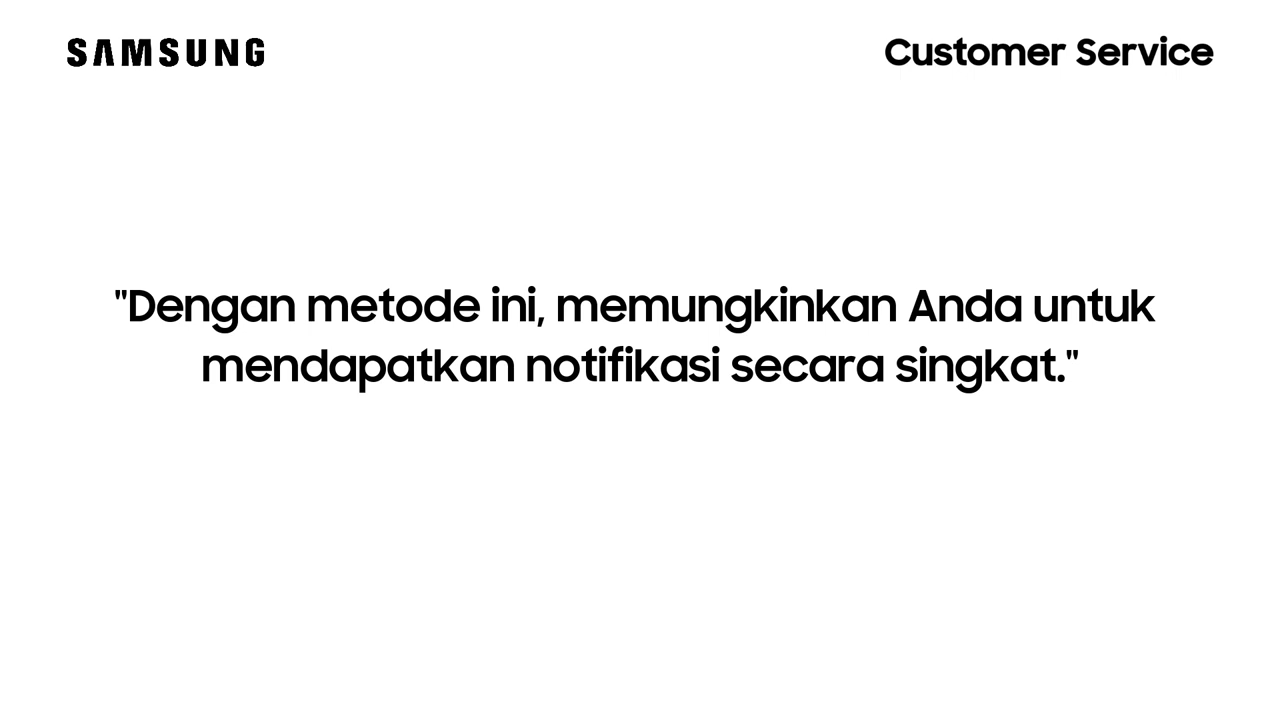 SAMSUNG
Customer Service
"Dengan metode ini, memungkinkan Anda untuk
mendapatkan notifikasi secara singkat."